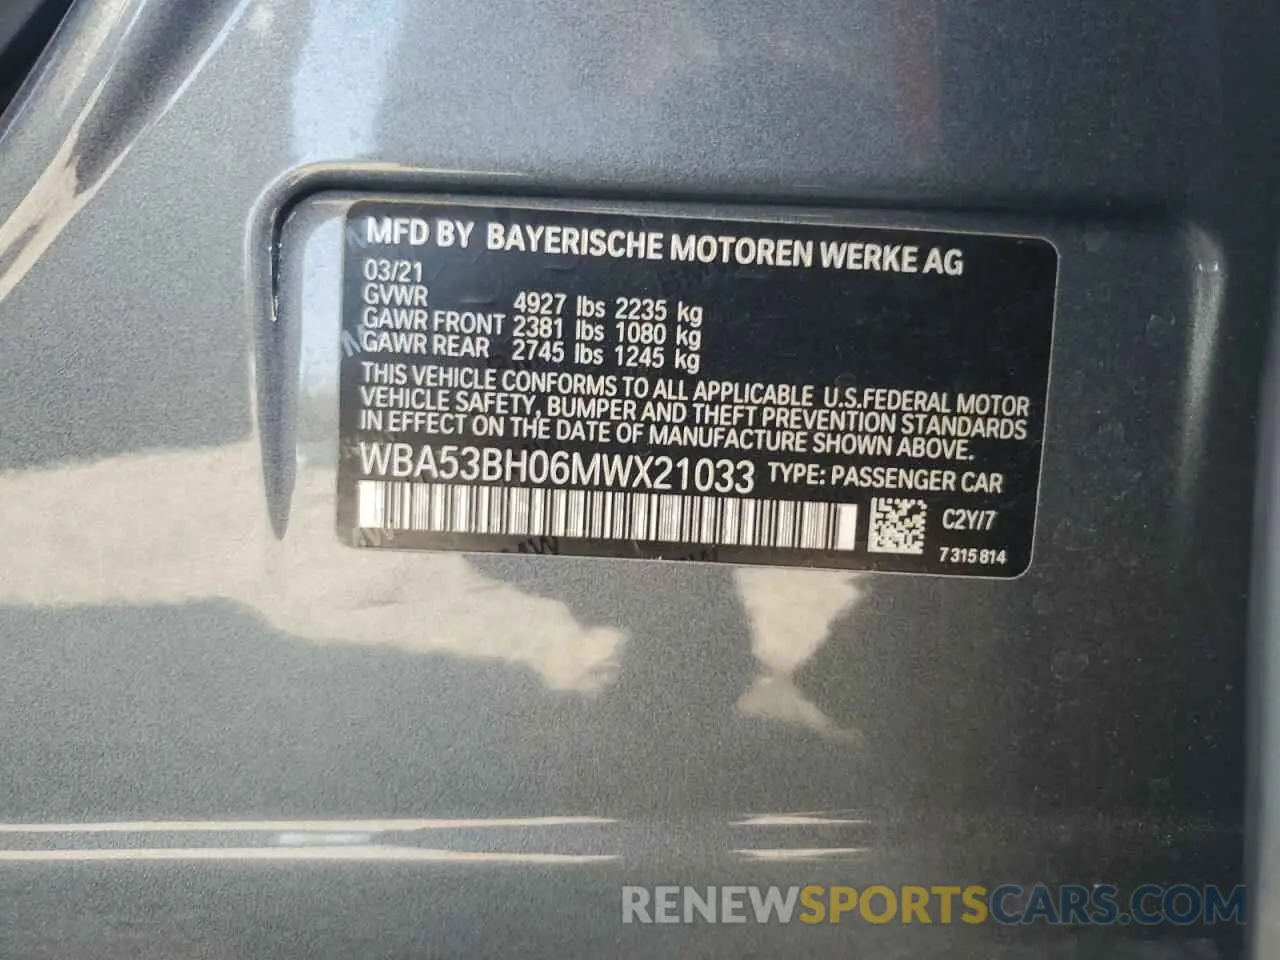 MFD BY BAYERISCHE MOTOREN WERKE AG
03/21
GVWR 4927 lbs 2235 kg
GAWR FRONT 2381 lbs 1080 kg
GAWR REAR 2745 lbs 1245 kg
THIS VEHICLE CONFORMS TO ALL APPLICABLE U.S.FEDERAL MOTOR
VEHICLE SAFETY, BUMPER AND THEFT PREVENTION STANDARDS
IN EFFECT ON THE DATE OF MANUFACTURE SHOWN ABOVE.
WBA53BH06MWX21033 TYPE: PASSENGER CAR
C2Y/7
7315814
RENEWSPORTSCARS.COM